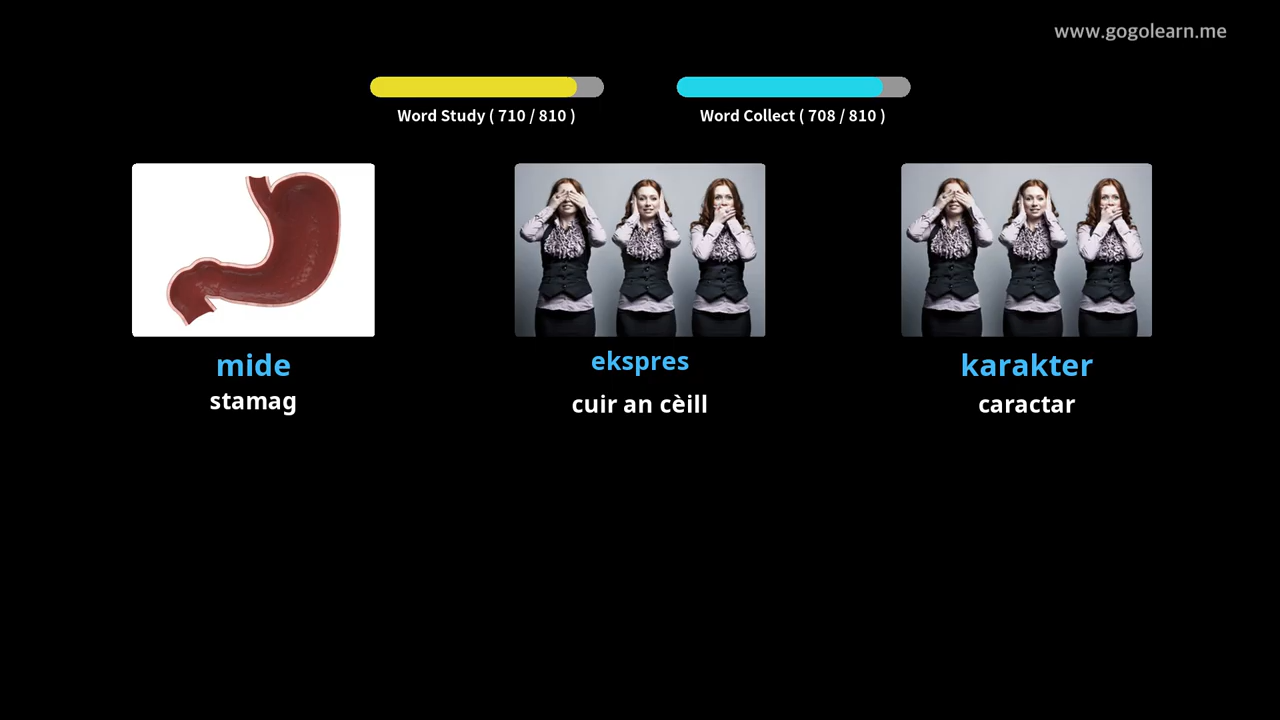 www.gogolearn.me
Word Study ( 710 / 810 )
Word Collect ( 708 / 810 )
mide
stamag
ekspres
cuir an cèill
karakter
caractar